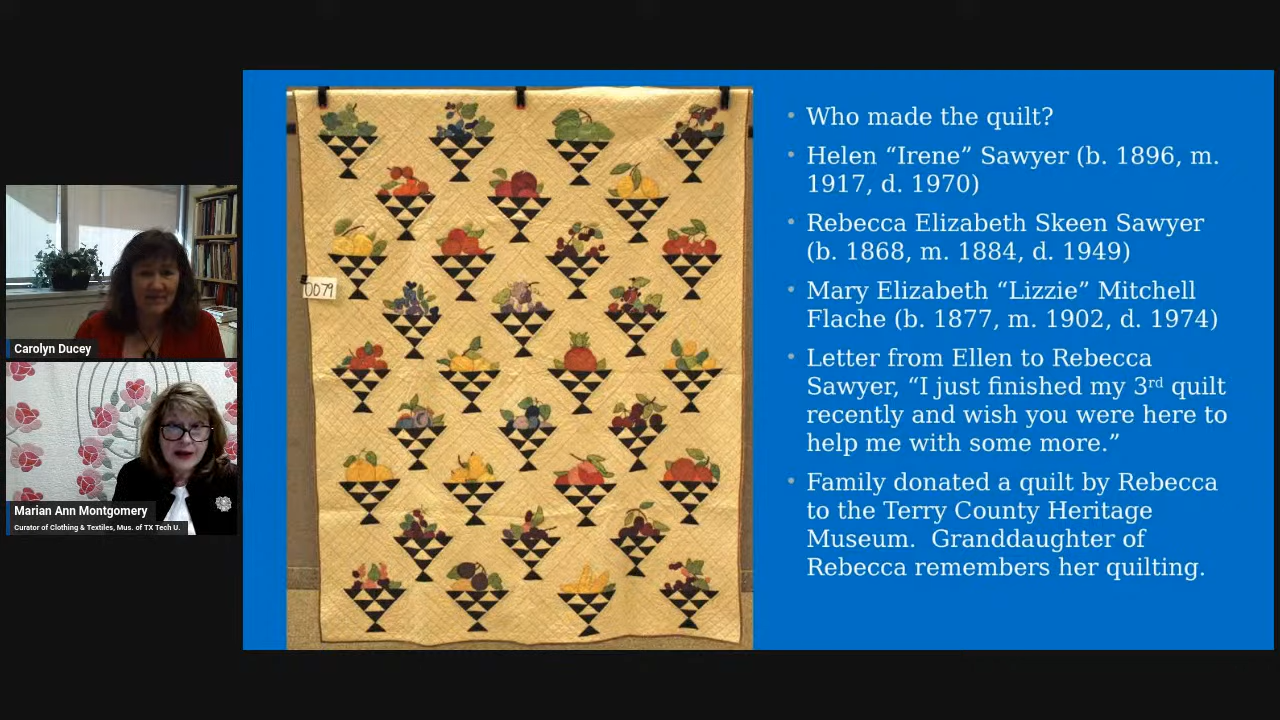 Who made the quilt?
Helen “Irene” Sawyer (b. 1896, m.
1917, d. 1970)
Rebecca Elizabeth Skeen Sawyer
(b. 1868, m. 1884, d. 1949)
Mary Elizabeth “Lizzie” Mitchell
Flache (b. 1877, m. 1902, d. 1974)
Letter from Ellen to Rebecca
Sawyer, “I just finished my 3rd quilt
recently and wish you were here to
help me with some more.”
Family donated a quilt by Rebecca
to the Terry County Heritage
Museum.  Granddaughter of
Rebecca remembers her quilting.
0079
Carolyn Ducey
Marian Ann Montgomery
Curator of Clothing & Textiles, Mus. of TX Tech U.